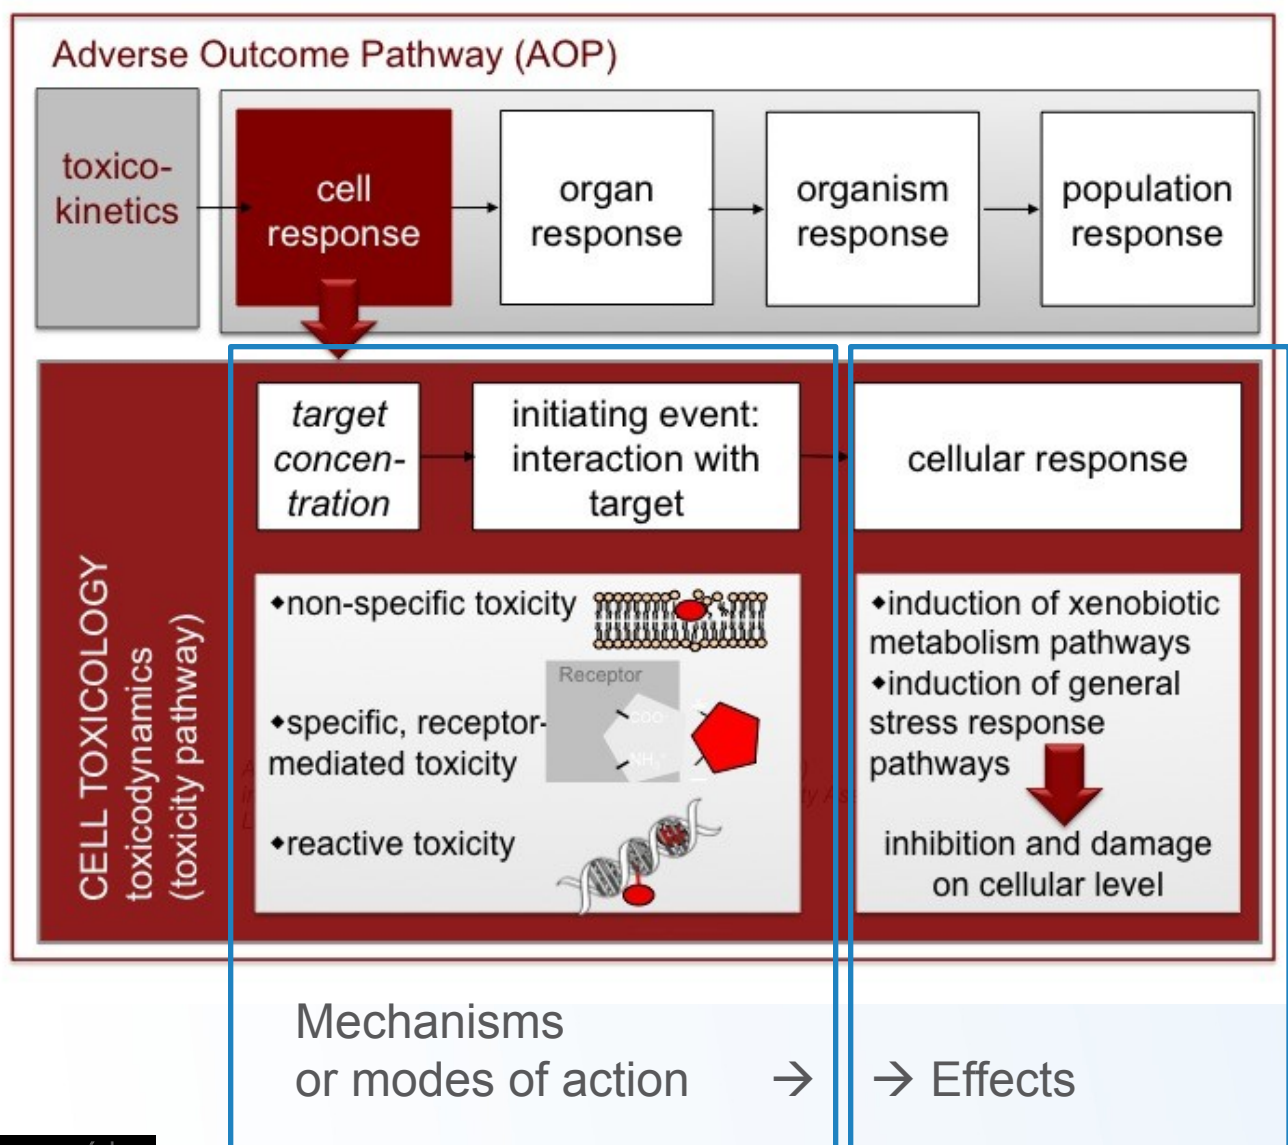 Adverse Outcome Pathway (AOP)
toxico-
kinetics
cell
response
organ
response
organism
response
population
response
CELL TOXICOLOGY
toxicodynamics
(toxicity pathway)
target
concen-
tration
initiating event:
interaction with
target
cellular response
◆non-specific toxicity
Receptor
COO⁻
NH₃⁺
◆specific, receptor-
mediated toxicity
◆reactive toxicity
◆induction of xenobiotic
metabolism pathways
◆induction of general
stress response
pathways
inhibition and damage
on cellular level
Mechanisms
or modes of action →
→ Effects